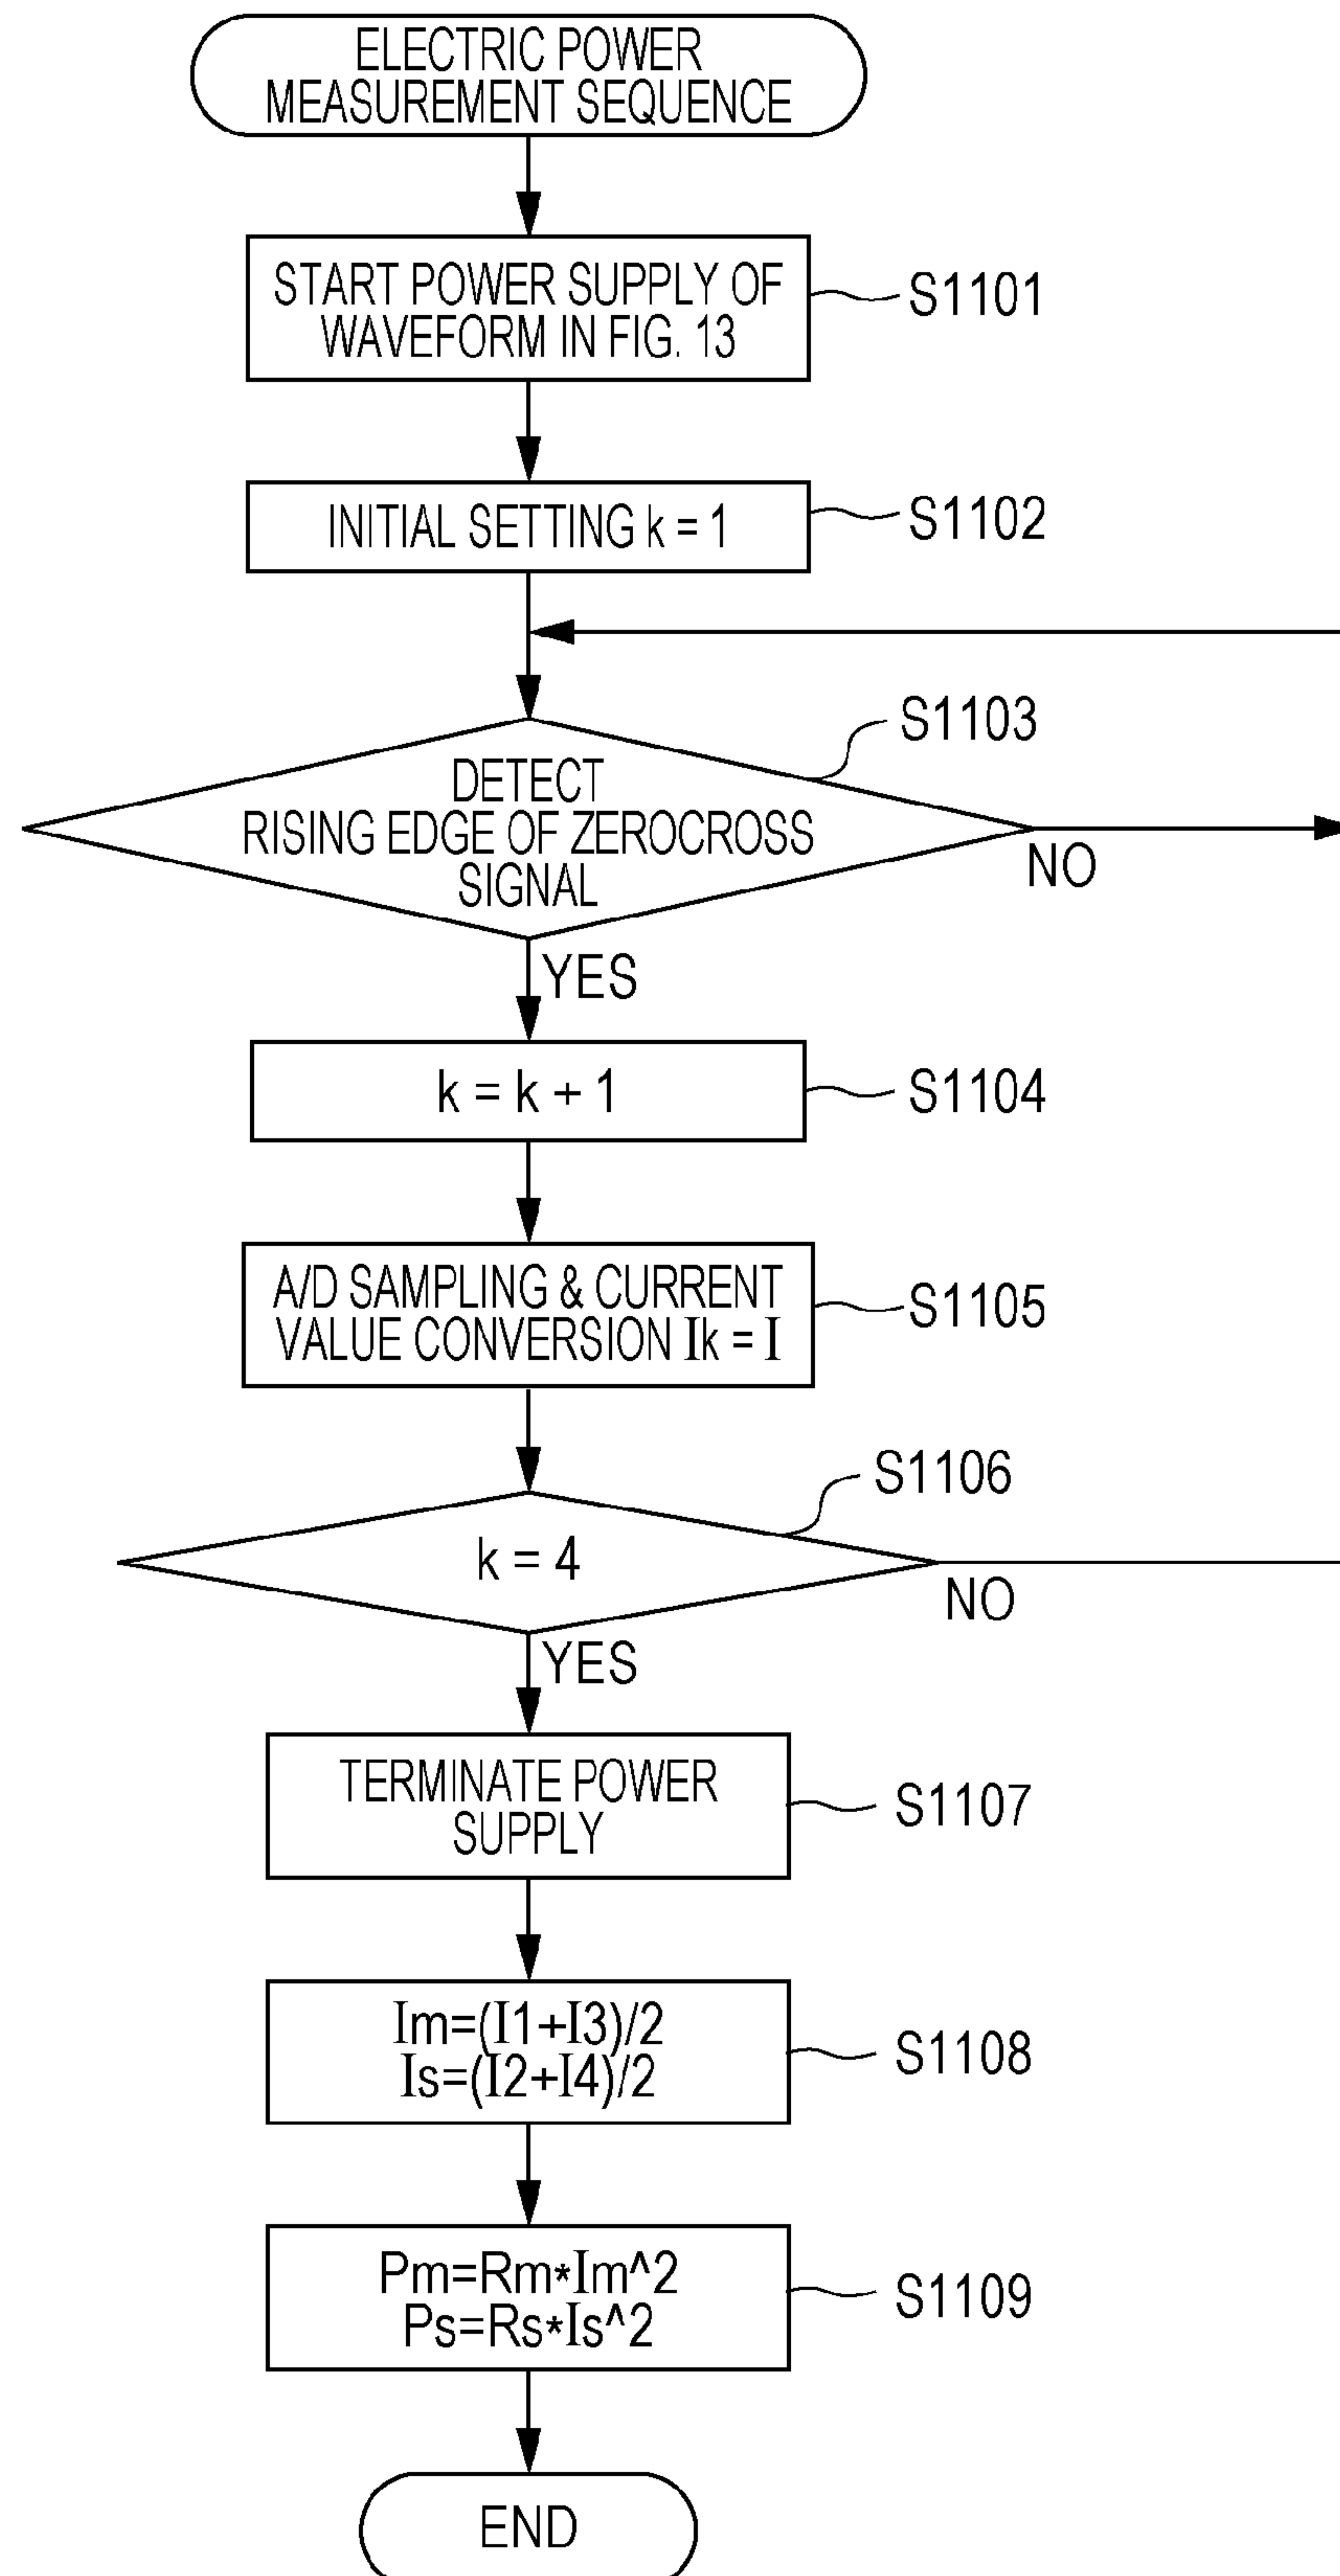 ELECTRIC POWER
MEASUREMENT SEQUENCE
START POWER SUPPLY OF
WAVEFORM IN FIG. 13
S1101
INITIAL SETTING k = 1
S1102
S1103
DETECT
RISING EDGE OF ZEROCROSS
SIGNAL
NO
YES
k = k + 1
S1104
A/D SAMPLING & CURRENT
VALUE CONVERSION Ik = I
S1105
S1106
k = 4
NO
YES
TERMINATE POWER
SUPPLY
S1107
Im=(I1+I3)/2
Is=(I2+I4)/2
S1108
Pm=Rm*Im^2
Ps=Rs*Is^2
S1109
END